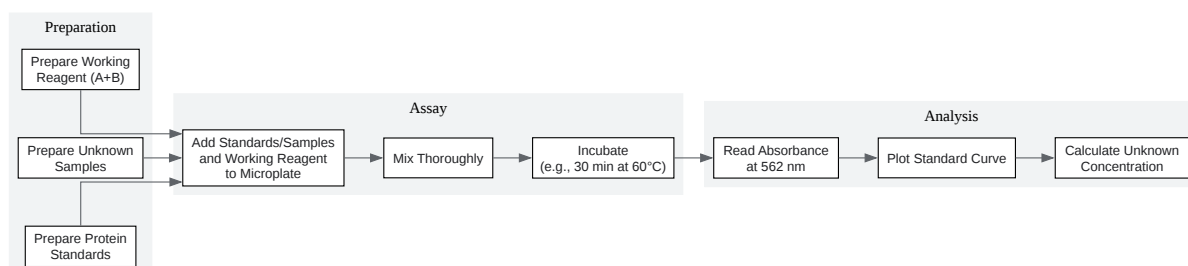 Preparation
Prepare Working
Reagent (A+B)
Prepare Unknown
Samples
Prepare Protein
Standards
Assay
Add Standards/Samples
and Working Reagent
to Microplate
Mix Thoroughly
Incubate
(e.g., 30 min at 60°C)
Analysis
Read Absorbance
at 562 nm
Plot Standard Curve
Calculate Unknown
Concentration